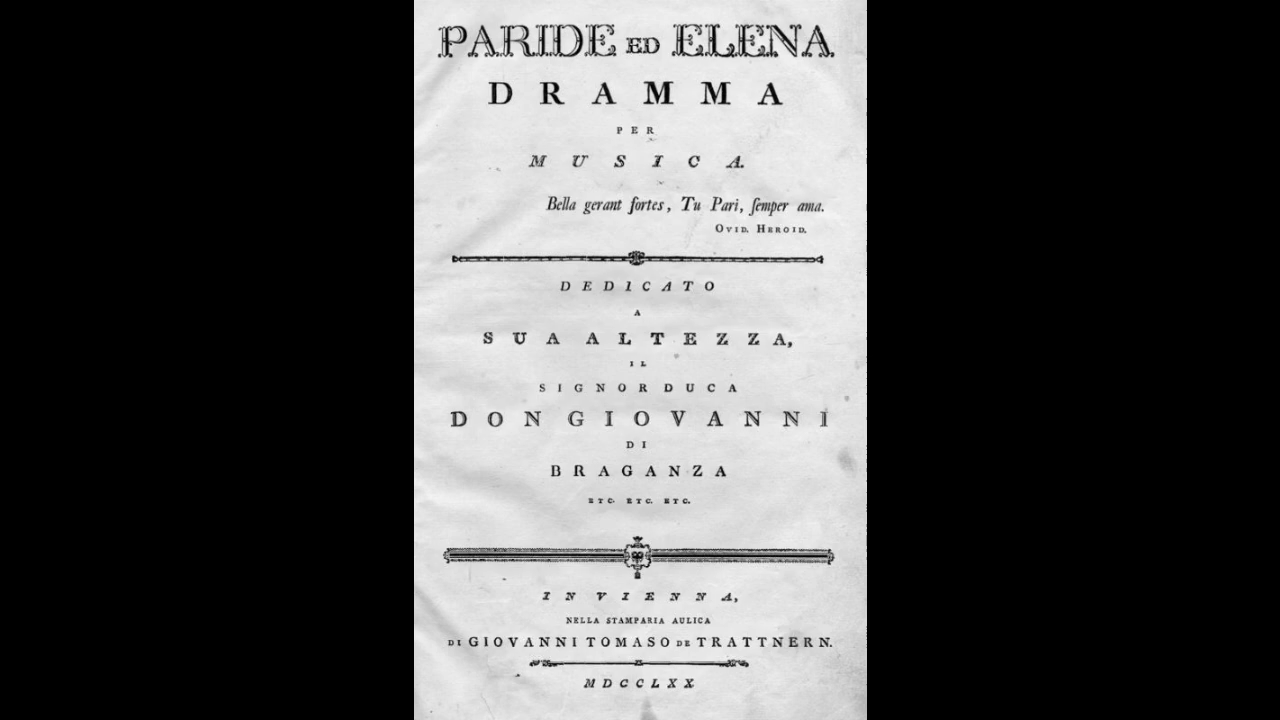 PARIDE ED ELENA
DRAMMA
PER
MUSICA.
Bella gerant fortes, Tu Pari, ſemper ama.
OVID. HEROID.
DEDICATO
A
SUA ALTEZZA,
IL
SIGNOR DUCA
DON GIOVANNI
DI
BRAGANZA
ETC. ETC. ETC.
IN VIENNA,
NELLA STAMPARIA AULICA
DI GIOVANNI TOMASO DE TRATTNERN.
MDCCLXX